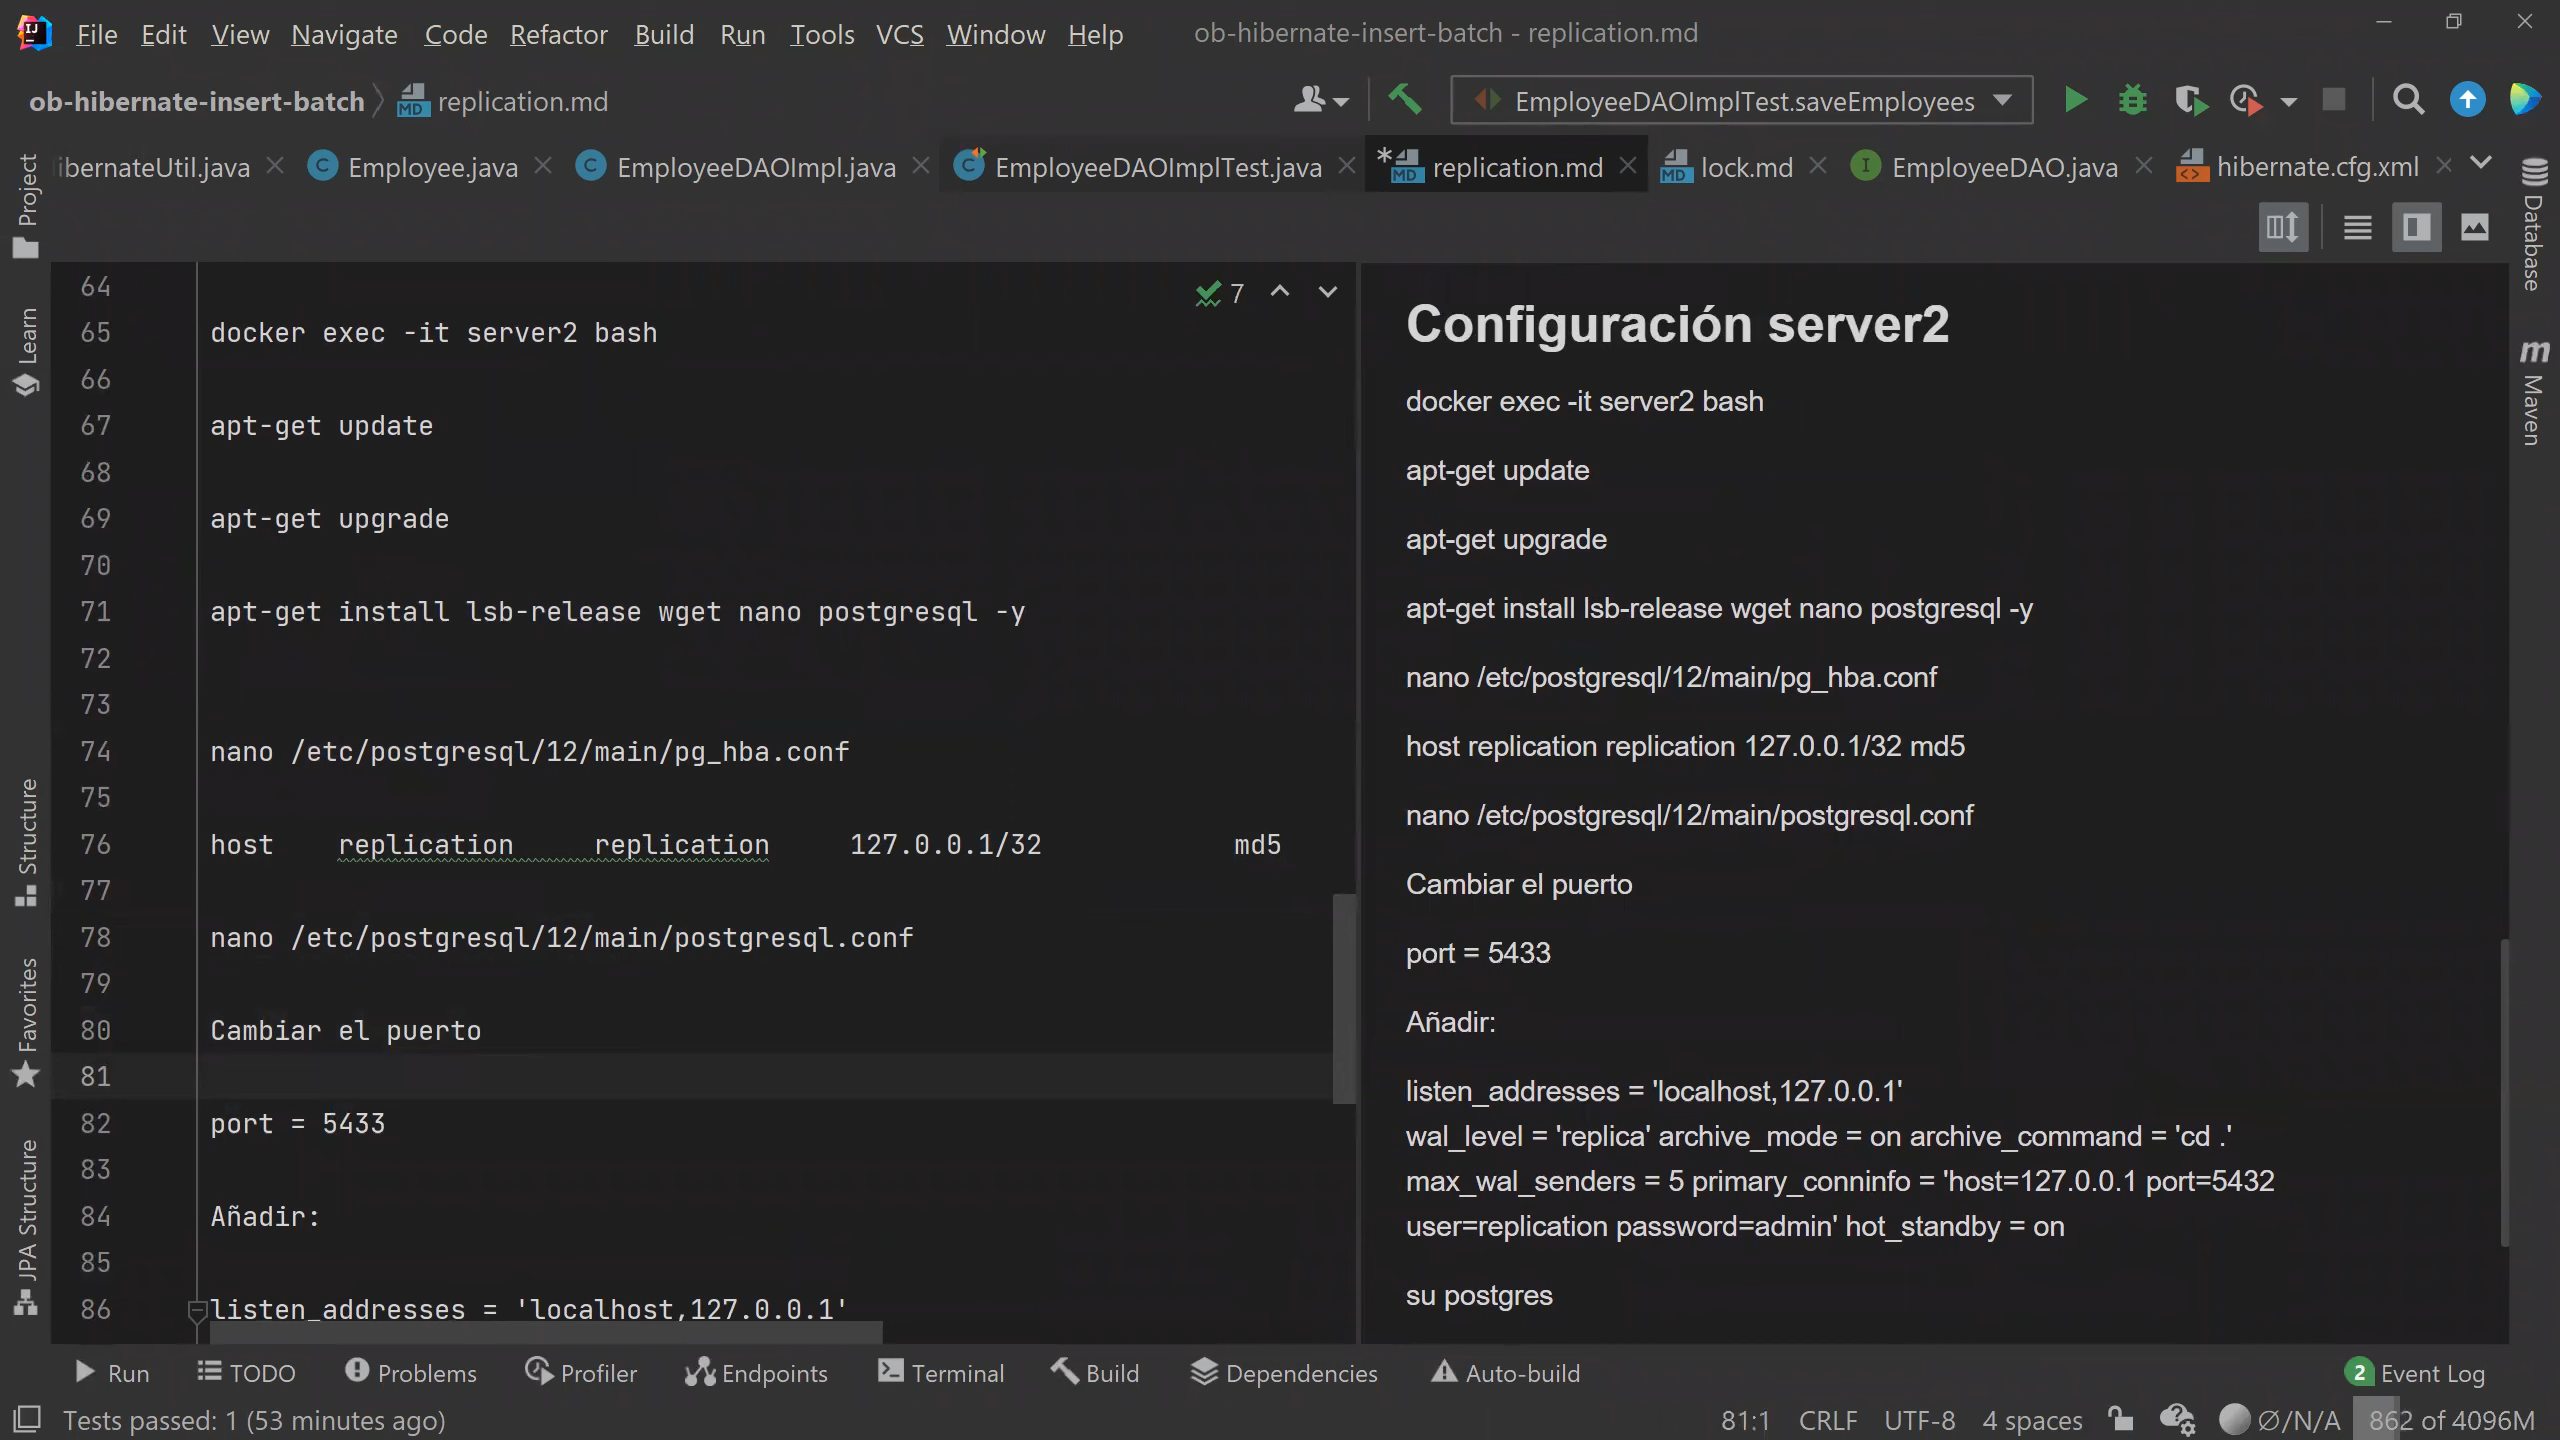 File Edit View Navigate Code Refactor Build Run Tools VCS Window Help ob-hibernate-insert-batch - replication.md
ob-hibernate-insert-batch replication.md EmployeeDAOImplTest.saveEmployees
ibernateUtil.java Employee.java EmployeeDAOImpl.java EmployeeDAOImplTest.java * replication.md lock.md EmployeeDAO.java hibernate.cfg.xml
Project
Learn
Structure
Favorites
JPA Structure
7
64
65 docker exec -it server2 bash
66
67 apt-get update
68
69 apt-get upgrade
70
71 apt-get install lsb-release wget nano postgresql -y
72
73
74 nano /etc/postgresql/12/main/pg_hba.conf
75
76 host replication replication 127.0.0.1/32 md5
77
78 nano /etc/postgresql/12/main/postgresql.conf
79
80 Cambiar el puerto
81
82 port = 5433
83
84 Añadir:
85
86 listen_addresses = 'localhost,127.0.0.1'
Configuración server2
docker exec -it server2 bash
apt-get update
apt-get upgrade
apt-get install lsb-release wget nano postgresql -y
nano /etc/postgresql/12/main/pg_hba.conf
host replication replication 127.0.0.1/32 md5
nano /etc/postgresql/12/main/postgresql.conf
Cambiar el puerto
port = 5433
Añadir:
listen_addresses = 'localhost,127.0.0.1'
wal_level = 'replica' archive_mode = on archive_command = 'cd .'
max_wal_senders = 5 primary_conninfo = 'host=127.0.0.1 port=5432
user=replication password=admin' hot_standby = on
su postgres
Database
m Maven
Run TODO Problems Profiler Endpoints Terminal Build Dependencies Auto-build 2 Event Log
Tests passed: 1 (53 minutes ago) 81:1 CRLF UTF-8 4 spaces Ø/N/A 862 of 4096M